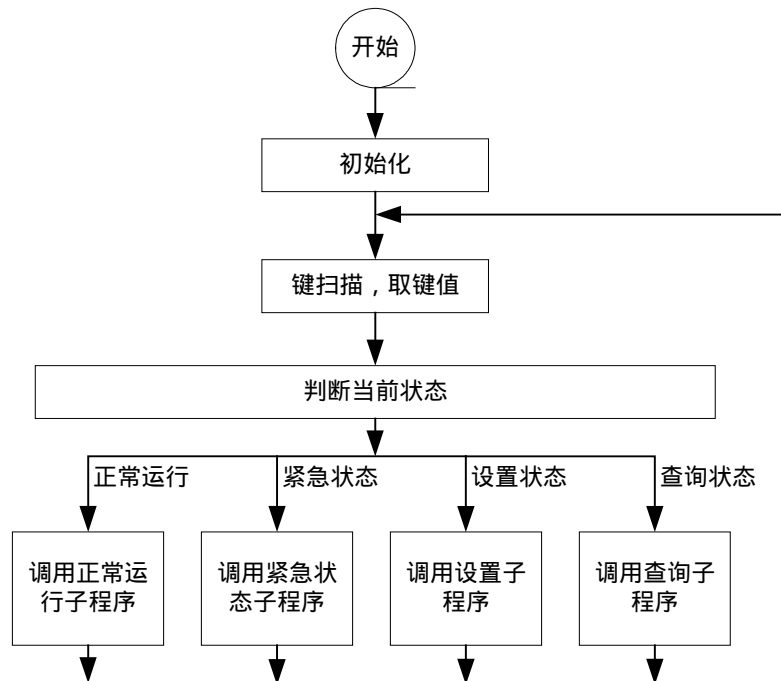 开始
初始化
键扫描，取键值
判断当前状态
正常运行
紧急状态
设置状态
查询状态
调用正常运
行子程序
调用紧急状
态子程序
调用设置子
程序
调用查询子
程序